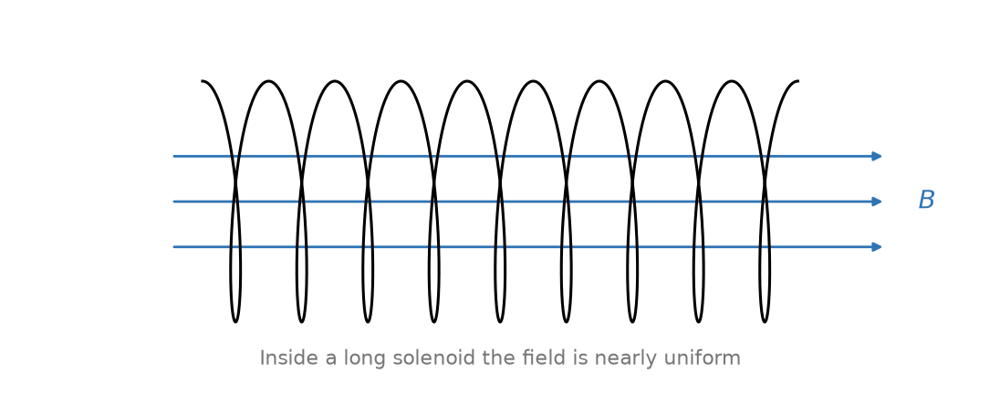 B
Inside a long solenoid the field is nearly uniform